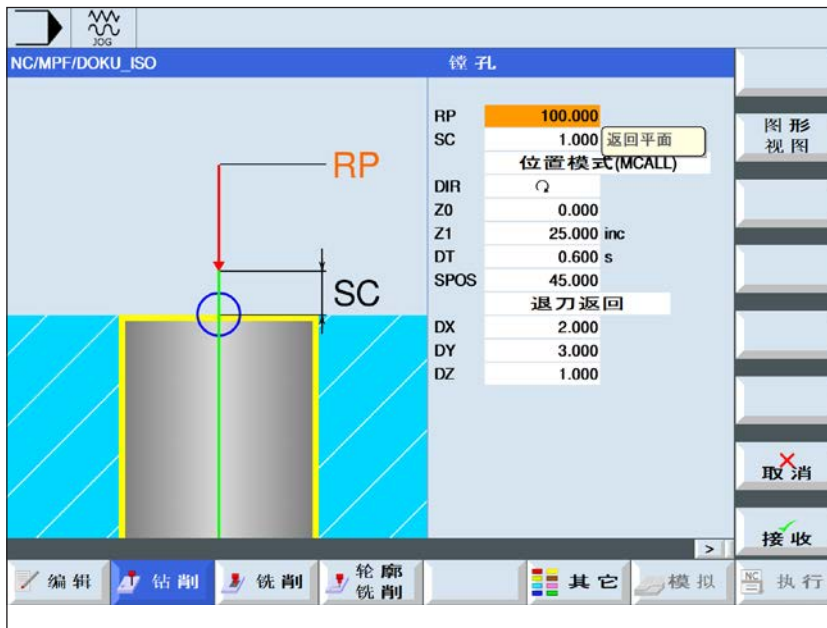 JOG
NC/MPF/DOKU_ISO
镗孔
RP
SC
RP 100.000
SC 1.000 返回平面
位置模式(MCALL)
DIR
Z0 0.000
Z1 25.000 inc
DT 0.600 s
SPOS 45.000
退刀返回
DX 2.000
DY 3.000
DZ 1.000
图形
视图
取消
接收
>
编辑
钻削
铣削
轮廓
铣削
其它
模拟
NC
执行